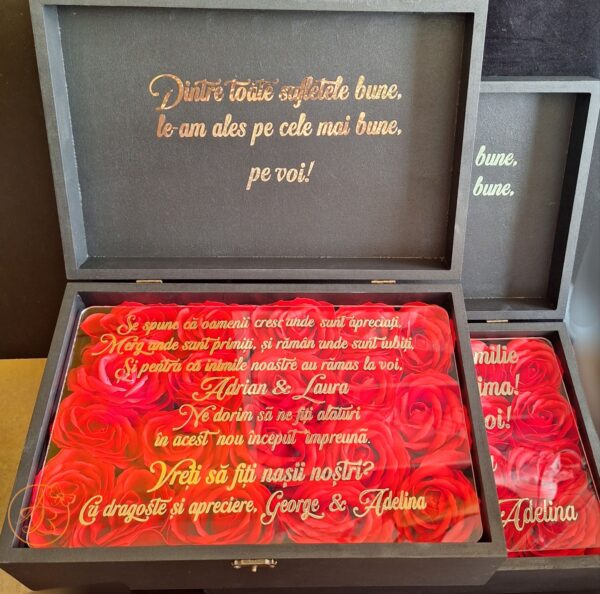 Dintre toate sufletele bune,
le-am ales pe cele mai bune,
pe voi!
bune,
bune,
Se spune că oamenii cresc unde sunt apreciați,
Merg unde sunt primiți, și rămân unde sunt iubiți,
Și pentru că inimile noastre au rămas la voi,
Adrian & Laura
Ne dorim să ne fiți alături
în acest nou început împreună.
Vreți să fiți nașii noștri?
Cu dragoste și apreciere, George & Adelina
milie
ima!
oi!
Adelina